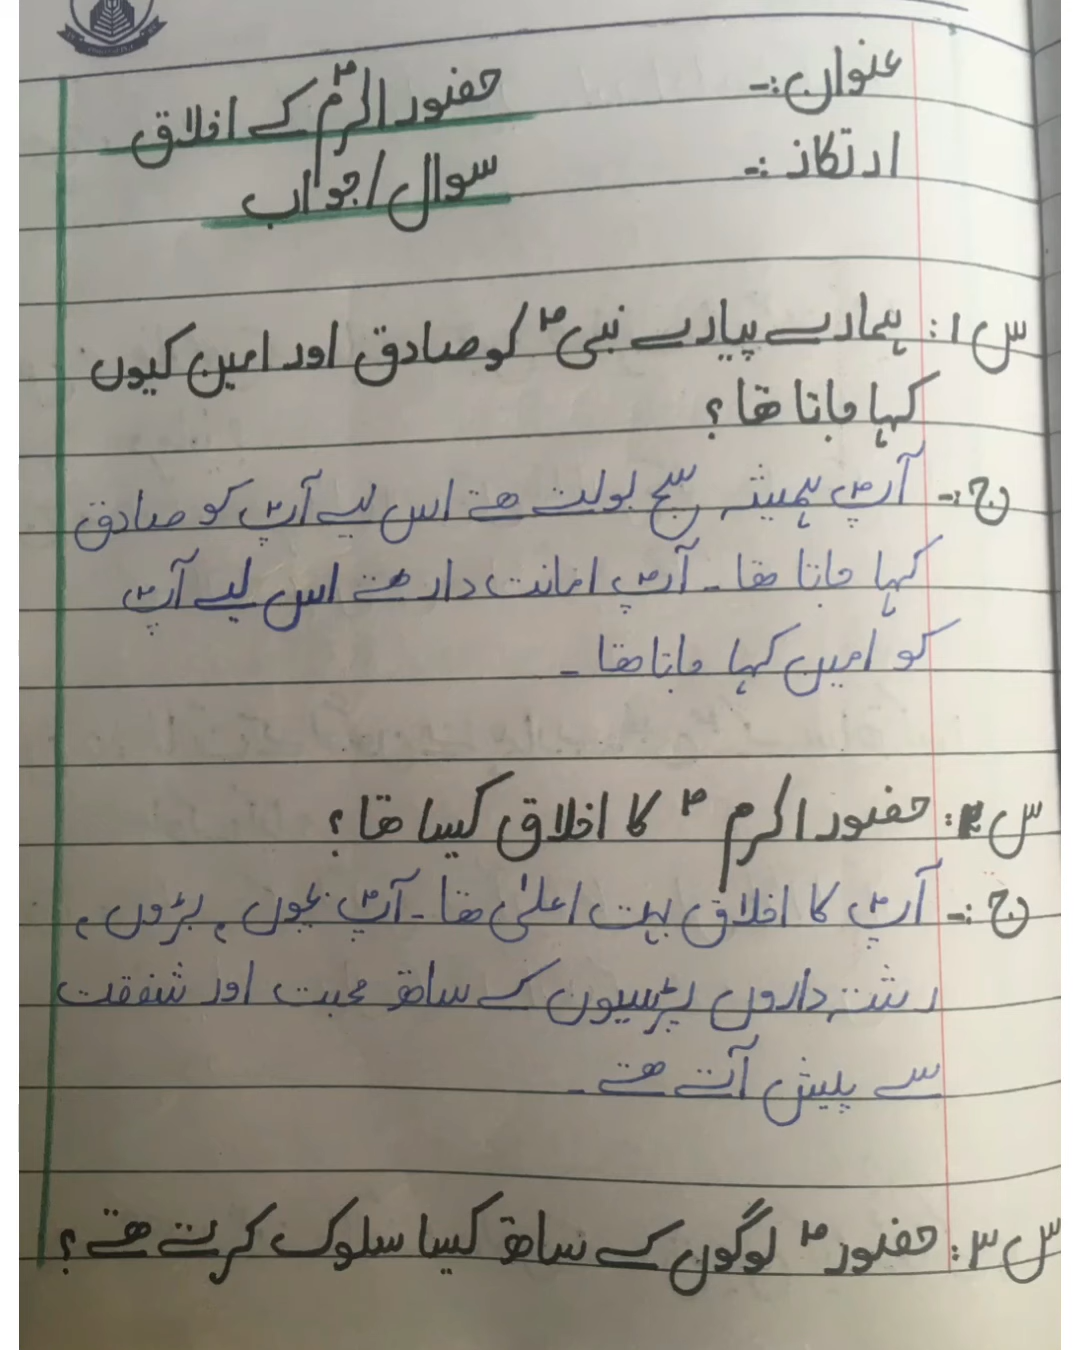 عنوان:-
حضور اکرمؐ کے اخلاق
ارتکاز :-
سوال/جواب
س۱: ہمارے پیارے نبیؐ کو صادق اور امین کیوں
کہا جاتا تھا؟
ج:- آپؐ ہمیشہ سچ بولتے تھے اس لیے آپؐ کو صادق
کہا جاتا تھا۔ آپؐ امانت دار تھے اس لیے آپؐ
کو امین کہا جاتا تھا۔
س۲: حضور اکرمؐ کا اخلاق کیسا تھا؟
ج:- آپؐ کا اخلاق بہت اعلیٰ تھا۔ آپؐ بچوں، بڑوں،
رشتہ داروں پڑسیوں کے ساتھ محبت اور شفقت
سے پیش آتے تھے۔
س۳: حضورؐ لوگوں کے ساتھ کیسا سلوک کرتے تھے؟